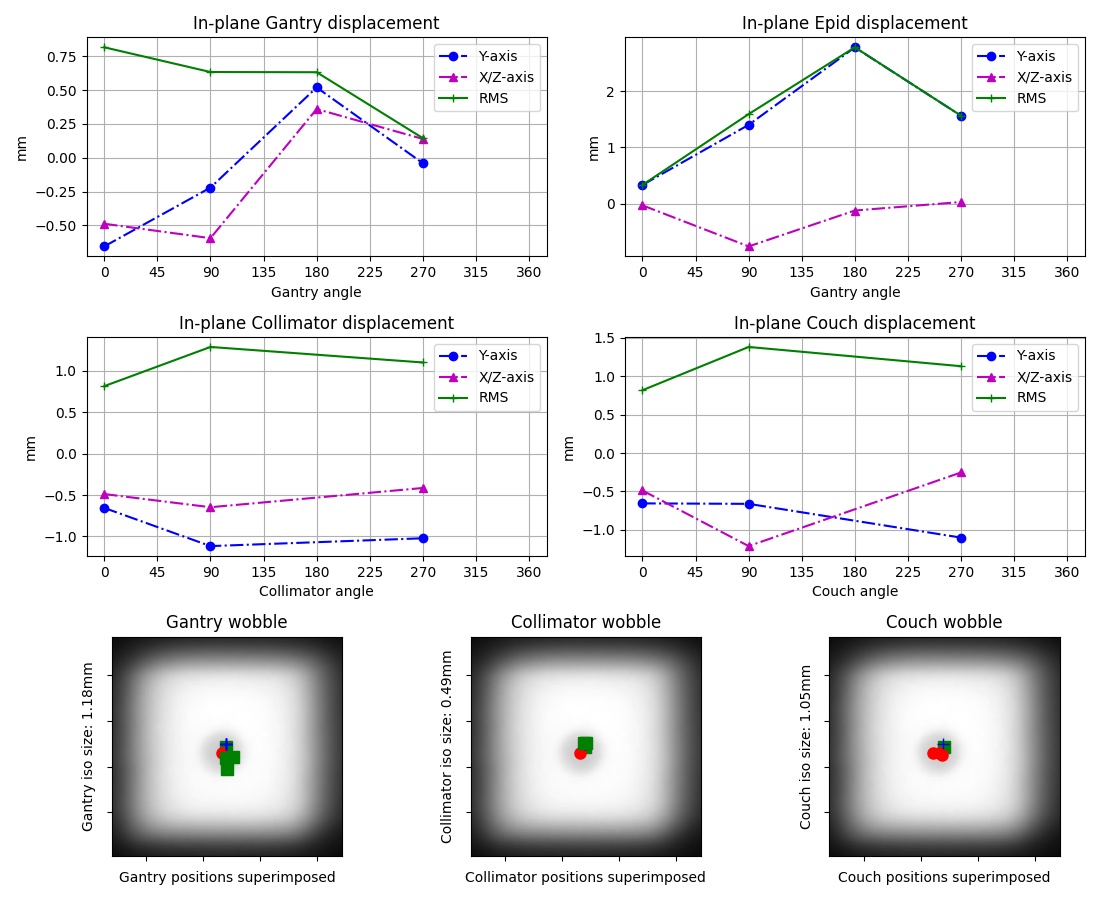 In-plane Gantry displacement
mm
0.75
0.50
0.25
0.00
−0.25
−0.50
0 45 90 135 180 225 270 315 360
Gantry angle
Y-axis
X/Z-axis
RMS
In-plane Epid displacement
mm
2
1
0
0 45 90 135 180 225 270 315 360
Gantry angle
Y-axis
X/Z-axis
RMS
In-plane Collimator displacement
mm
1.0
0.5
0.0
−0.5
−1.0
0 45 90 135 180 225 270 315 360
Collimator angle
Y-axis
X/Z-axis
RMS
In-plane Couch displacement
mm
1.5
1.0
0.5
0.0
−0.5
−1.0
0 45 90 135 180 225 270 315 360
Couch angle
Y-axis
X/Z-axis
RMS
Gantry wobble
Gantry iso size: 1.18mm
Gantry positions superimposed
Collimator wobble
Collimator iso size: 0.49mm
Collimator positions superimposed
Couch wobble
Couch iso size: 1.05mm
Couch positions superimposed